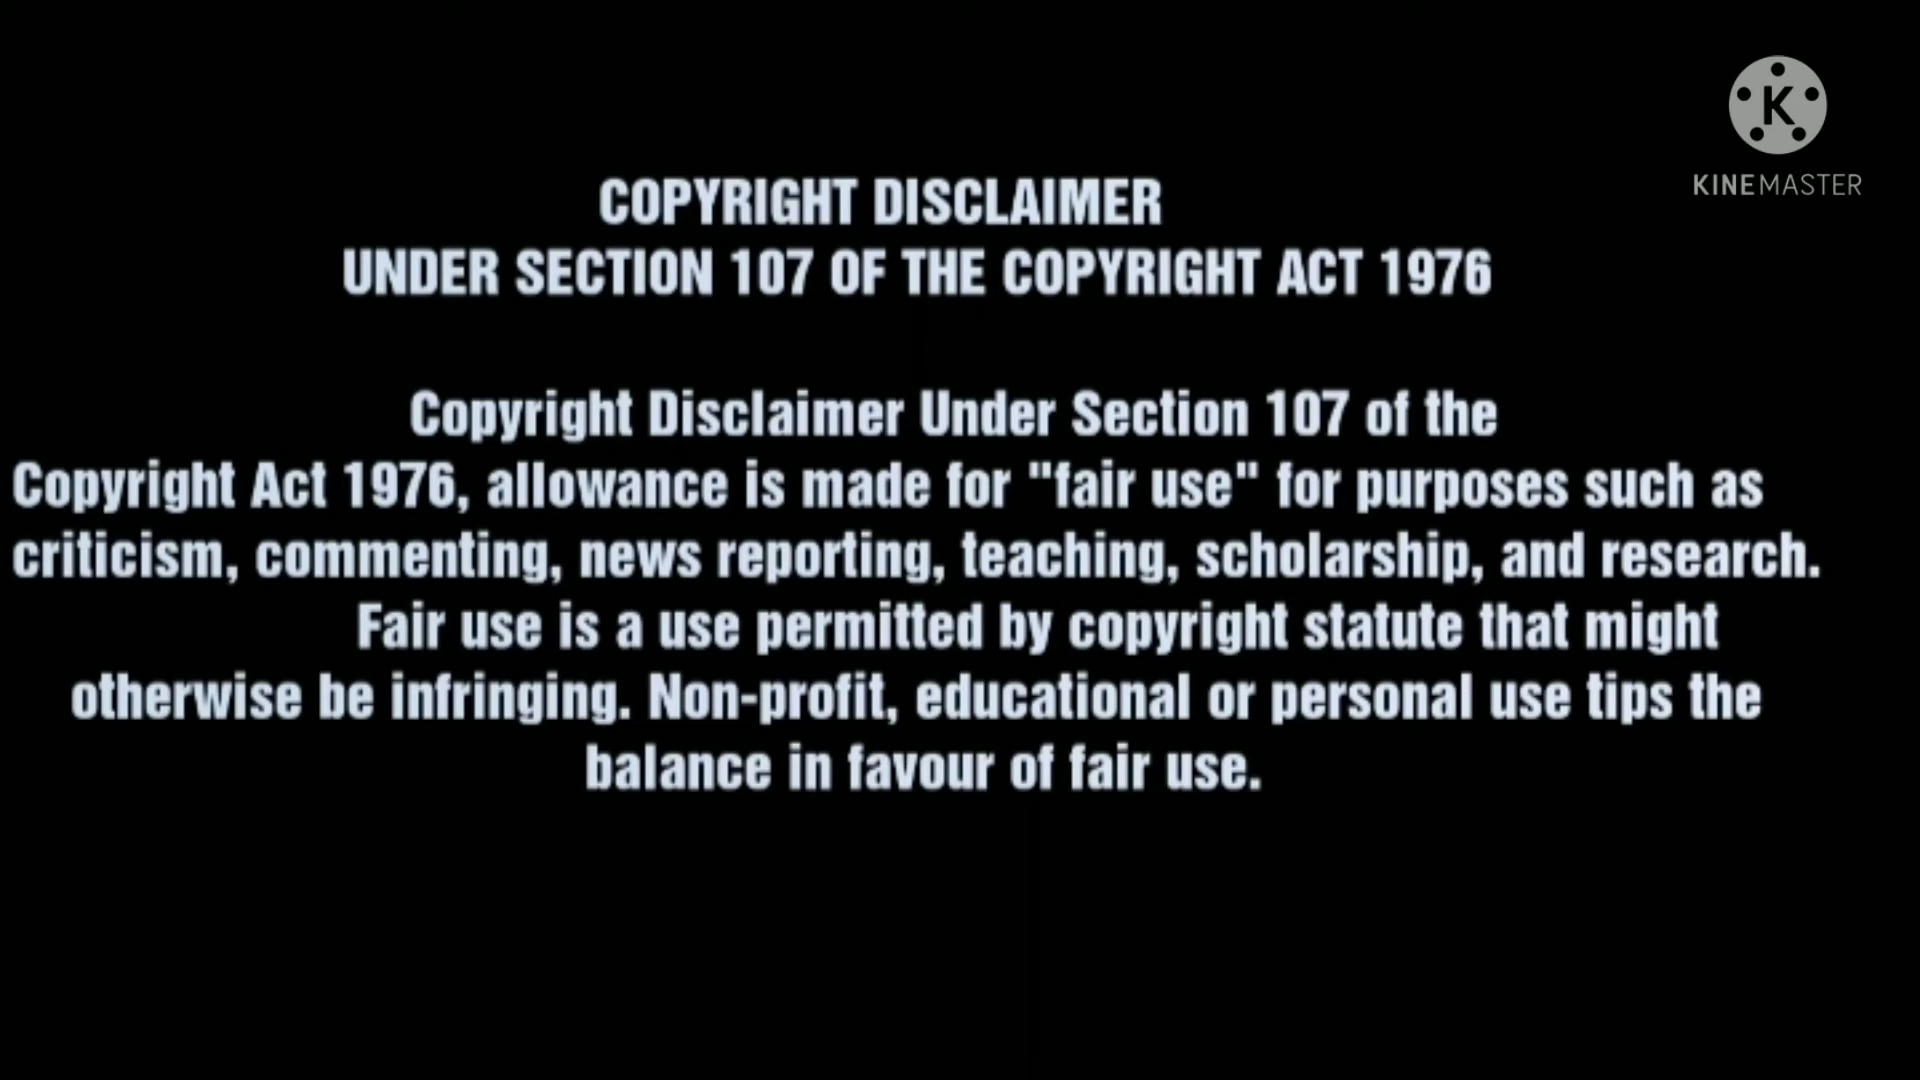 K
KINEMASTER
COPYRIGHT DISCLAIMER
UNDER SECTION 107 OF THE COPYRIGHT ACT 1976
Copyright Disclaimer Under Section 107 of the
Copyright Act 1976, allowance is made for "fair use" for purposes such as
criticism, commenting, news reporting, teaching, scholarship, and research.
Fair use is a use permitted by copyright statute that might
otherwise be infringing. Non-profit, educational or personal use tips the
balance in favour of fair use.